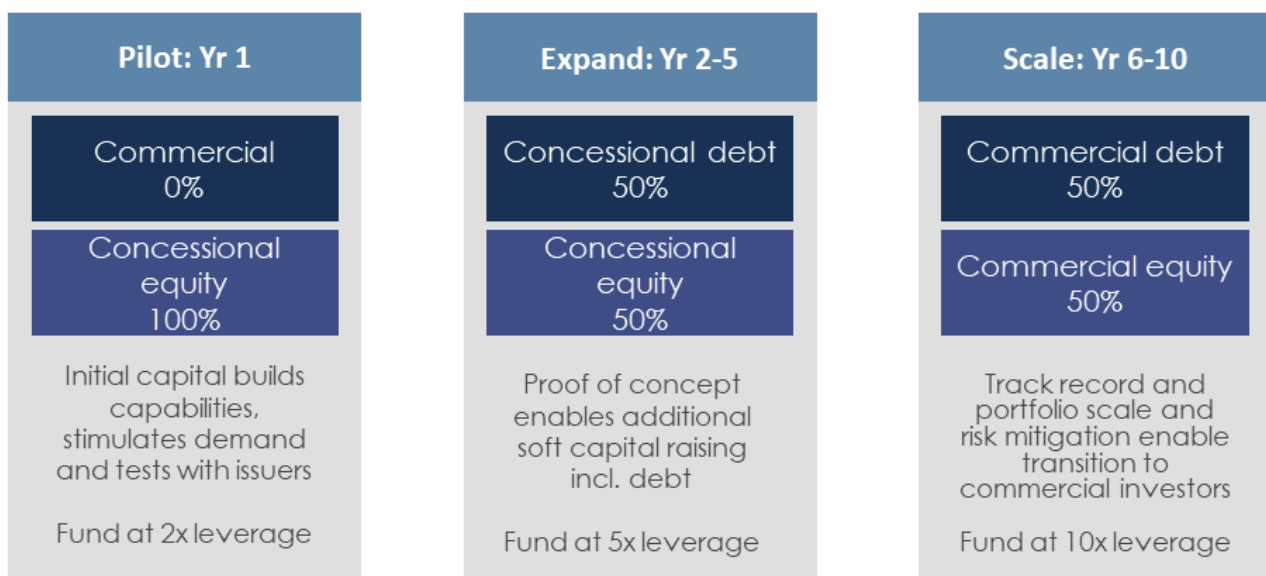 Pilot: Yr 1
Commercial
0%
Concessional
equity
100%
Initial capital builds
capabilities,
stimulates demand
and tests with issuers
Fund at 2x leverage
Expand: Yr 2-5
Concessional debt
50%
Concessional
equity
50%
Proof of concept
enables additional
soft capital raising
incl. debt
Fund at 5x leverage
Scale: Yr 6-10
Commercial debt
50%
Commercial equity
50%
Track record and
portfolio scale and
risk mitigation enable
transition to
commercial investors
Fund at 10x leverage